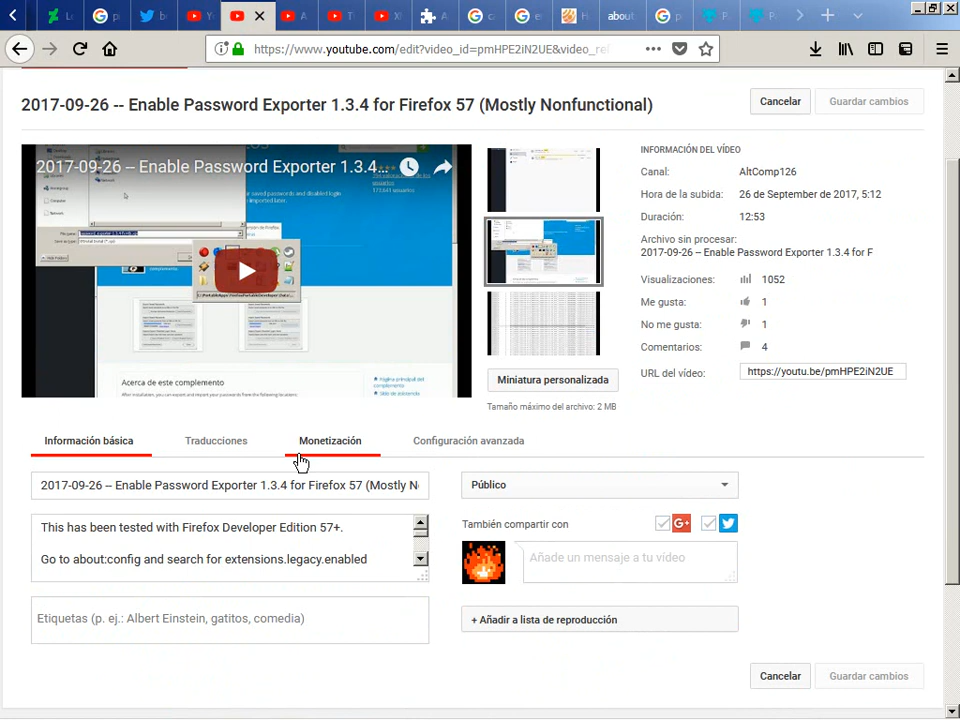 about:
https://www.youtube.com/edit?video_id=pmHPE2iN2UE&video_re
2017-09-26 -- Enable Password Exporter 1.3.4 for Firefox 57 (Mostly Nonfunctional)
Cancelar
Guardar cambios
2017-09-26 -- Enable Password Exporter 1.3.4...
Acerca de este complemento
Miniatura personalizada
Tamaño máximo del archivo: 2 MB
INFORMACIÓN DEL VÍDEO
Canal: AltComp126
Hora de la subida: 26 de September de 2017, 5:12
Duración: 12:53
Archivo sin procesar:
2017-09-26 -- Enable Password Exporter 1.3.4 for F
Visualizaciones: 1052
Me gusta: 1
No me gusta: 1
Comentarios: 4
URL del vídeo: https://youtu.be/pmHPE2iN2UE
Información básica
Traducciones
Monetización
Configuración avanzada
2017-09-26 -- Enable Password Exporter 1.3.4 for Firefox 57 (Mostly N
This has been tested with Firefox Developer Edition 57+.
Go to about:config and search for extensions.legacy.enabled
Etiquetas (p. ej.: Albert Einstein, gatitos, comedia)
Público
También compartir con
G+
Añade un mensaje a tu vídeo
+ Añadir a lista de reproducción
Cancelar
Guardar cambios